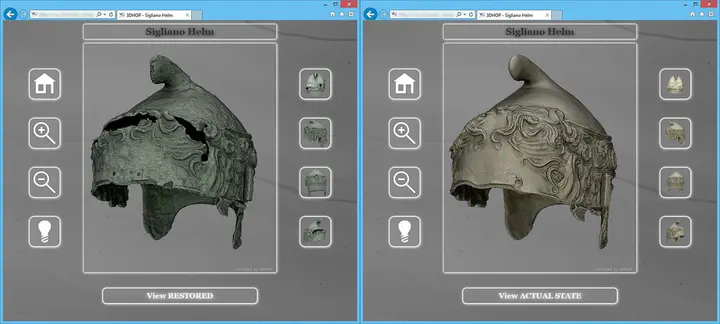 3DHOP - Sigliano Helm
Sigliano Helm
View RESTORED
3DHOP - Sigliano Helm
Sigliano Helm
View ACTUAL STATE